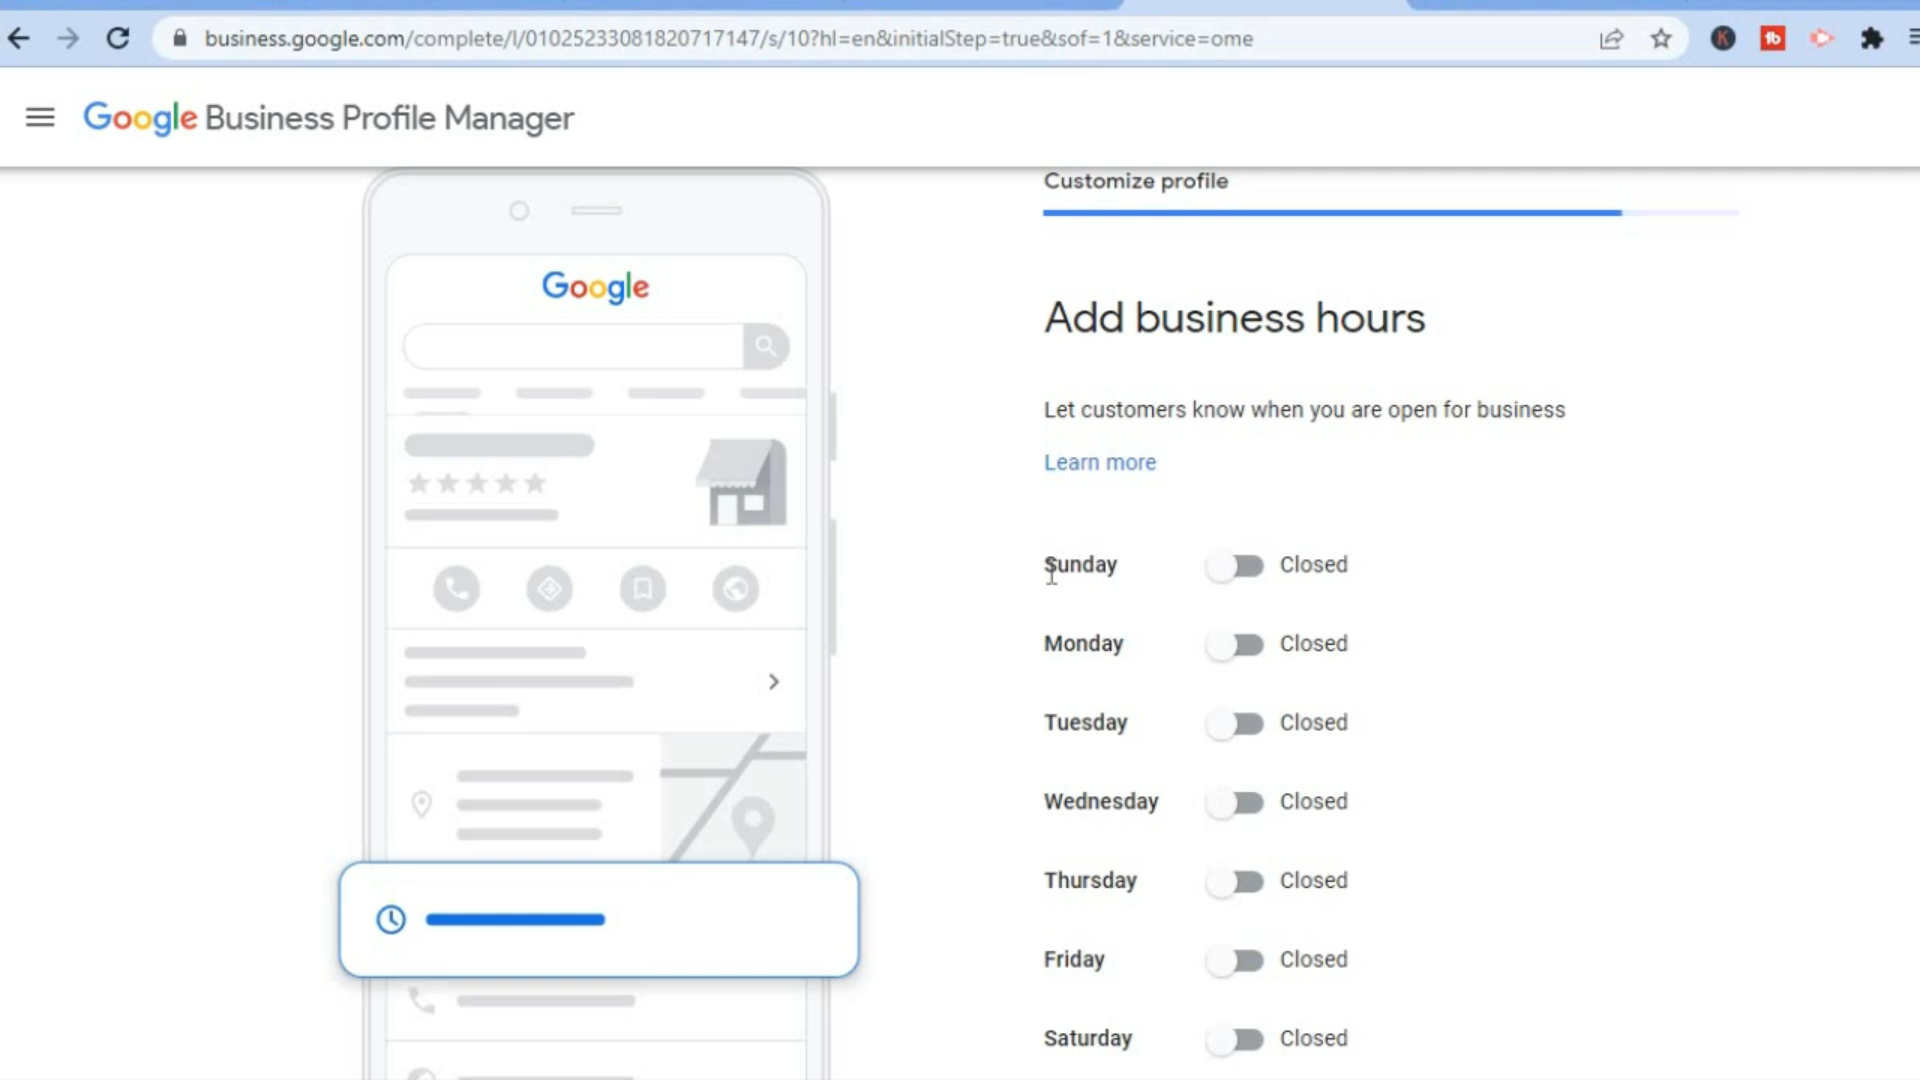 business.google.com/complete/l/01025233081820717147/s/10?hl=en&initialStep=true&sof=1&service=ome
K
tb
Google Business Profile Manager
Customize profile
Google
Add business hours
Let customers know when you are open for business
Learn more
Sunday Closed
Monday Closed
Tuesday Closed
Wednesday Closed
Thursday Closed
Friday Closed
Saturday Closed